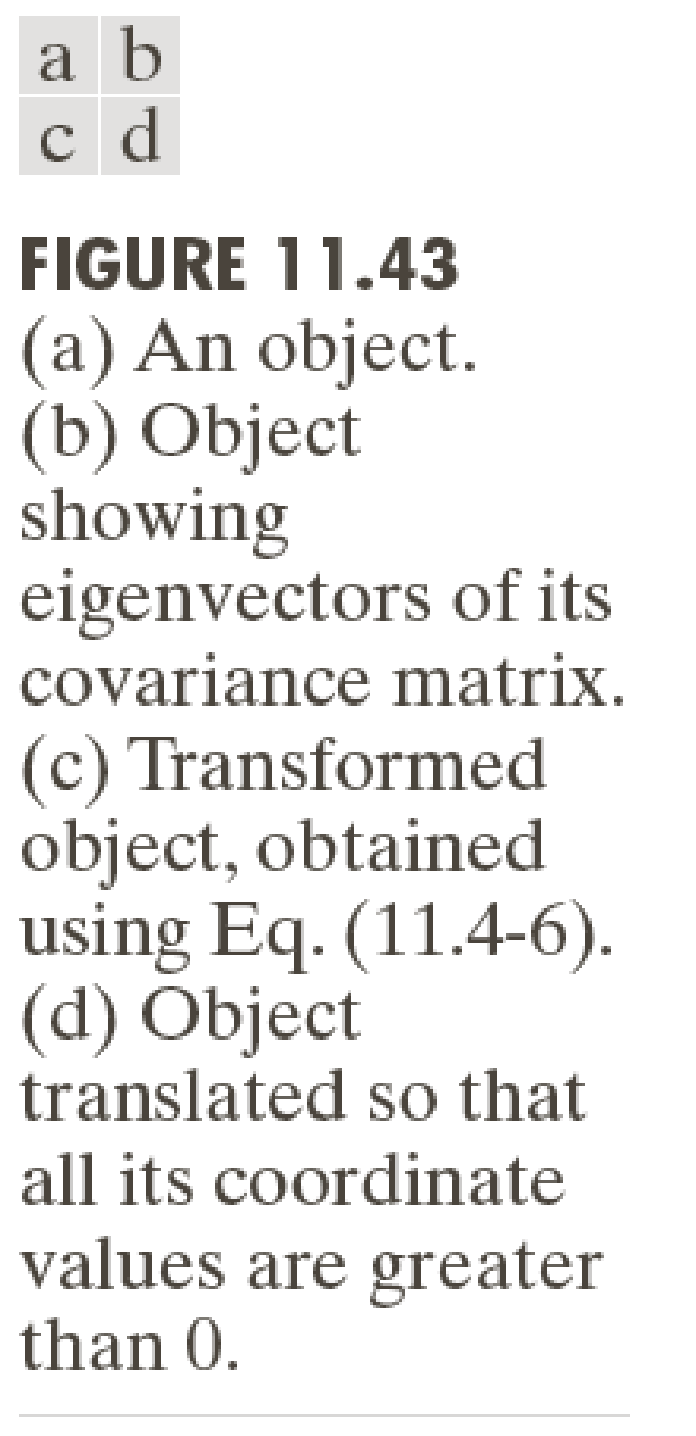 a b
c d
FIGURE 11.43
(a) An object.
(b) Object
showing
eigenvectors of its
covariance matrix.
(c) Transformed
object, obtained
using Eq. (11.4-6).
(d) Object
translated so that
all its coordinate
values are greater
than 0.